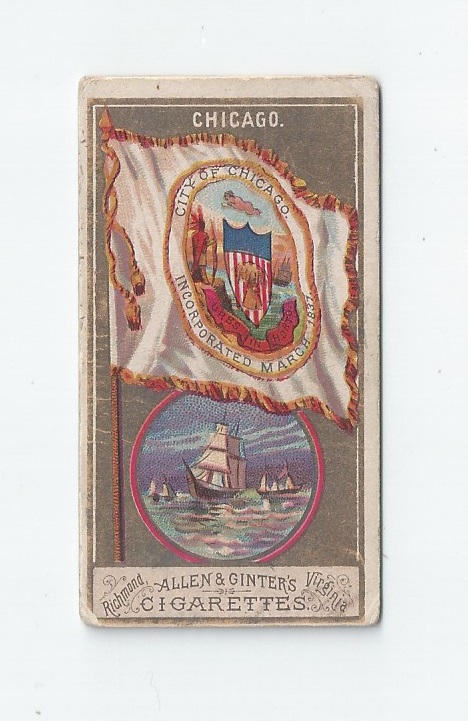 CHICAGO.
CITY OF CHICAGO.
INCORPORATED MARCH 1837.
URBS IN HORTO
Richmond, ALLEN & GINTER'S Virginia
CIGARETTES.